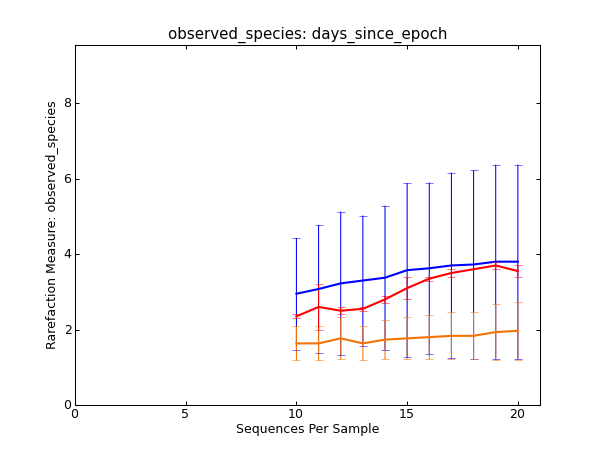 observed_species: days_since_epoch
Rarefaction Measure: observed_species
8
6
4
2
0
0 5 10 15 20
Sequences Per Sample